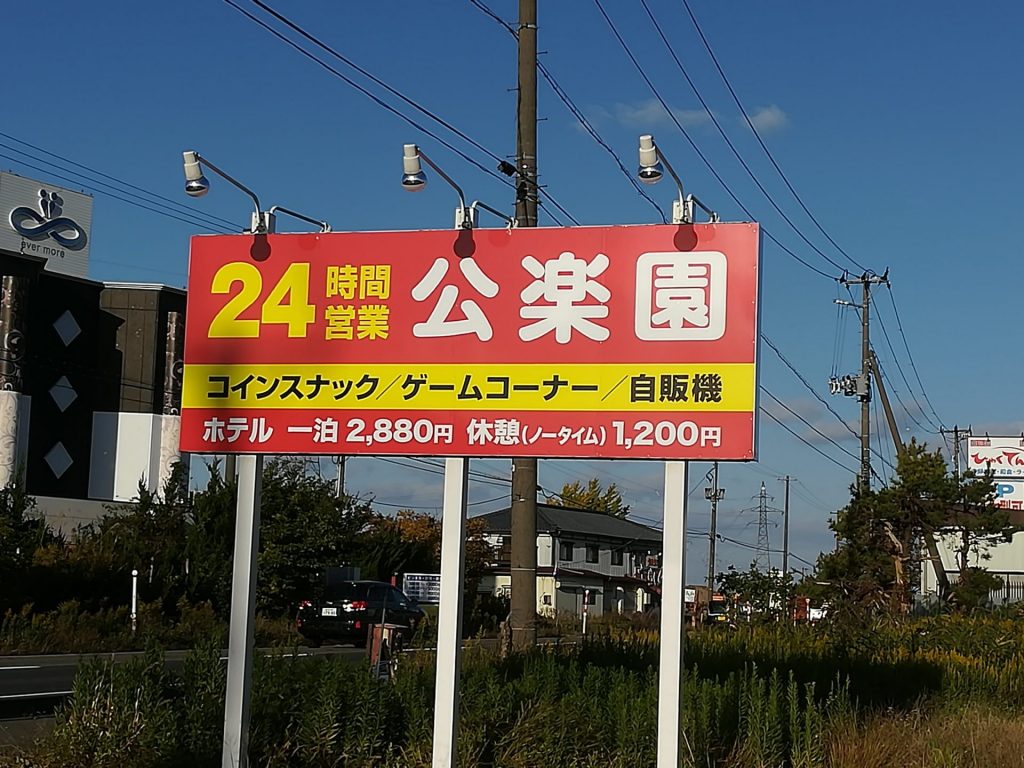 ever more
24時間営業 公楽園
コインスナック/ゲームコーナー/自販機
ホテル 一泊 2,880円 休憩(ノータイム) 1,200円